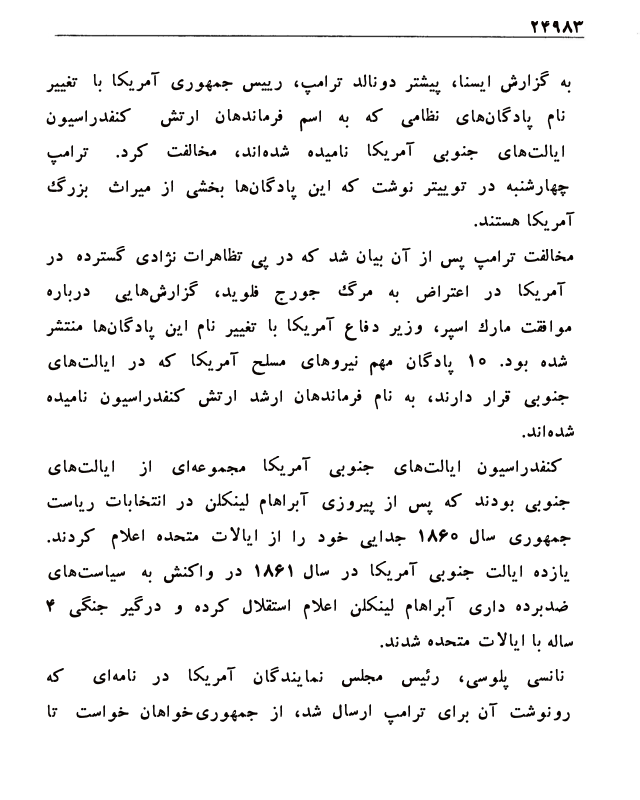 ۲۴۹۸۳
به گزارش ایسنا، پیشتر دونالد ترامپ، رییس جمهوری آمریکا با تغییر
نام پادگان‌های نظامی که به اسم فرماندهان ارتش کنفدراسیون
ایالت‌های جنوبی آمریکا نامیده شده‌اند، مخالفت کرد. ترامپ
چهارشنبه در توییتر نوشت که این پادگان‌ها بخشی از میراث بزرگ
آمریکا هستند.
مخالفت ترامپ پس از آن بیان شد که در پی تظاهرات نژادی گسترده در
آمریکا در اعتراض به مرگ جورج فلوید، گزارش‌هایی درباره
موافقت مارك اسپر، وزیر دفاع آمریکا با تغییر نام این پادگان‌ها منتشر
شده بود. ۱۰ پادگان مهم نیروهای مسلح آمریکا که در ایالت‌های
جنوبی قرار دارند، به نام فرماندهان ارشد ارتش کنفدراسیون نامیده
شده‌اند.
کنفدراسیون ایالت‌های جنوبی آمریکا مجموعه‌ای از ایالت‌های
جنوبی بودند که پس از پیروزی آبراهام لینکلن در انتخابات ریاست
جمهوری سال ۱۸۶۰ جدایی خود را از ایالات متحده اعلام کردند.
یازده ایالت جنوبی آمریکا در سال ۱۸۶۱ در واکنش به سیاست‌های
ضدبرده داری آبراهام لینکلن اعلام استقلال کرده و درگیر جنگی ۴
ساله با ایالات متحده شدند.
نانسی پلوسی، رئیس مجلس نمایندگان آمریکا در نامه‌ای که
رونوشت آن برای ترامپ ارسال شد، از جمهوری‌خواهان خواست تا